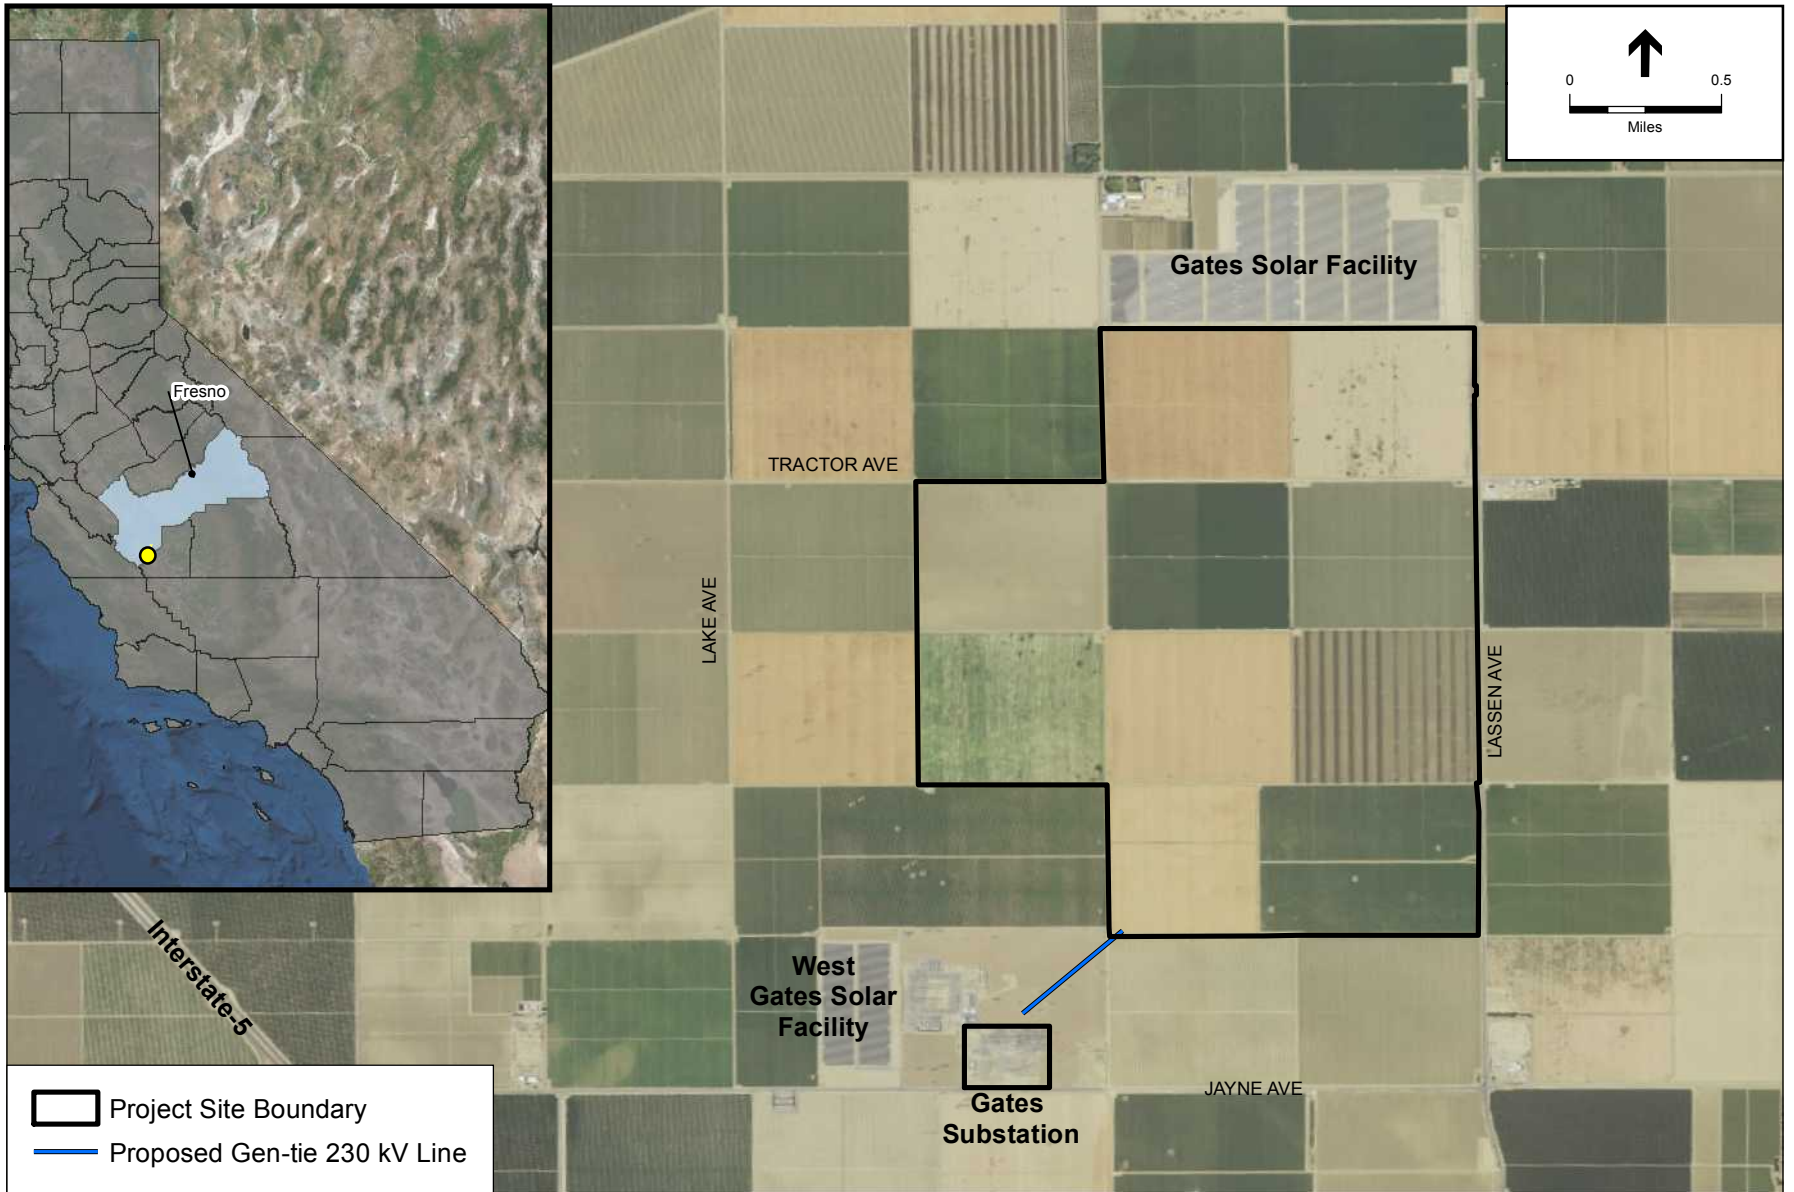 0 0.5
Miles
Gates Solar Facility
Fresno
TRACTOR AVE
LAKE AVE
LASSEN AVE
Interstate-5
West
Gates Solar
Facility
JAYNE AVE
Gates
Substation
Project Site Boundary
Proposed Gen-tie 230 kV Line